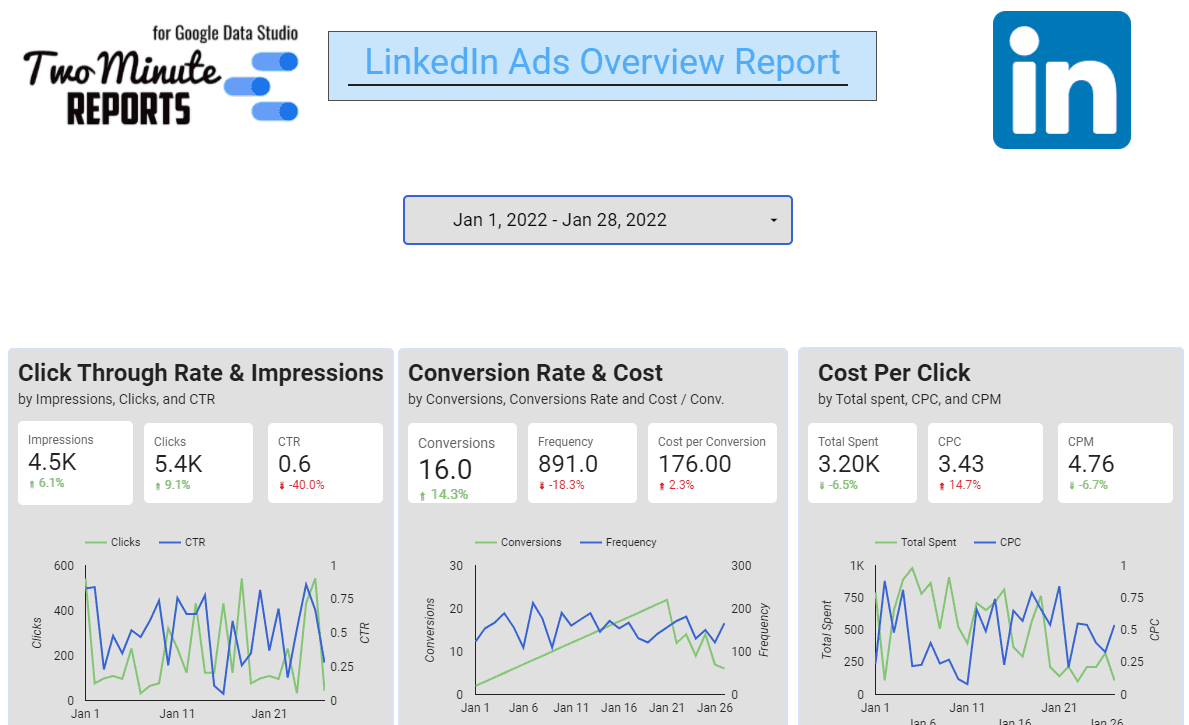 for Google Data Studio
Two Minute
REPORTS
LinkedIn Ads Overview Report
in
Jan 1, 2022 - Jan 28, 2022
Click Through Rate & Impressions
by Impressions, Clicks, and CTR
Impressions
4.5K
6.1%
Clicks
5.4K
9.1%
CTR
0.6
-40.0%
Clicks CTR
600
400
200
0
Clicks
1
0.75
0.5
0.25
0
CTR
Jan 1 Jan 11 Jan 21
Conversion Rate & Cost
by Conversions, Conversions Rate and Cost / Conv.
Conversions
16.0
14.3%
Frequency
891.0
-18.3%
Cost per Conversion
176.00
2.3%
Conversions Frequency
30
20
10
0
Conversions
300
200
100
0
Frequency
Jan 1 Jan 6 Jan 11 Jan 16 Jan 21 Jan 26
Cost Per Click
by Total spent, CPC, and CPM
Total Spent
3.20K
-6.5%
CPC
3.43
14.7%
CPM
4.76
-6.7%
Total Spent CPC
1K
750
500
250
0
Total Spent
1
0.75
0.5
0.25
0
CPC
Jan 1 Jan 11 Jan 21
Jan 6 Jan 16 Jan 26